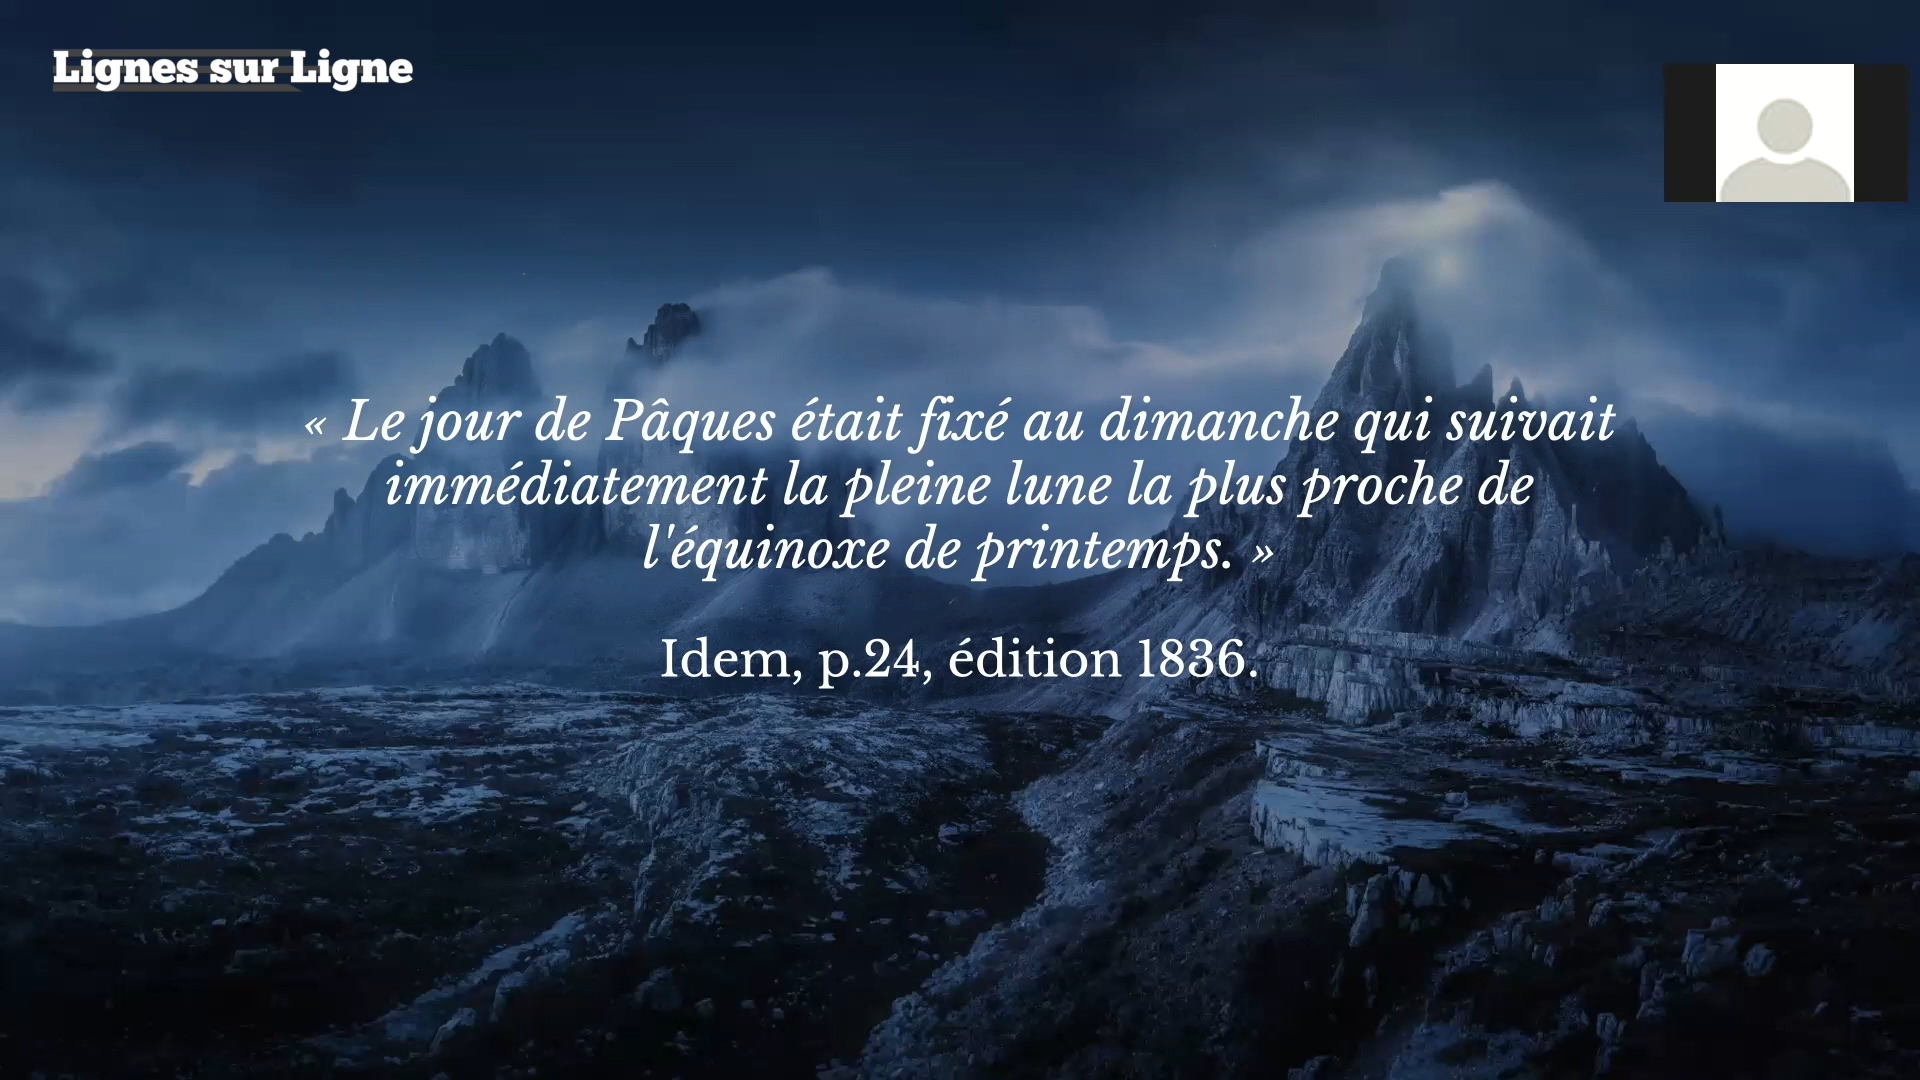 Lignes sur Ligne
« Le jour de Pâques était fixé au dimanche qui suivait
immédiatement la pleine lune la plus proche de
l'équinoxe de printemps. »
Idem, p.24, édition 1836.